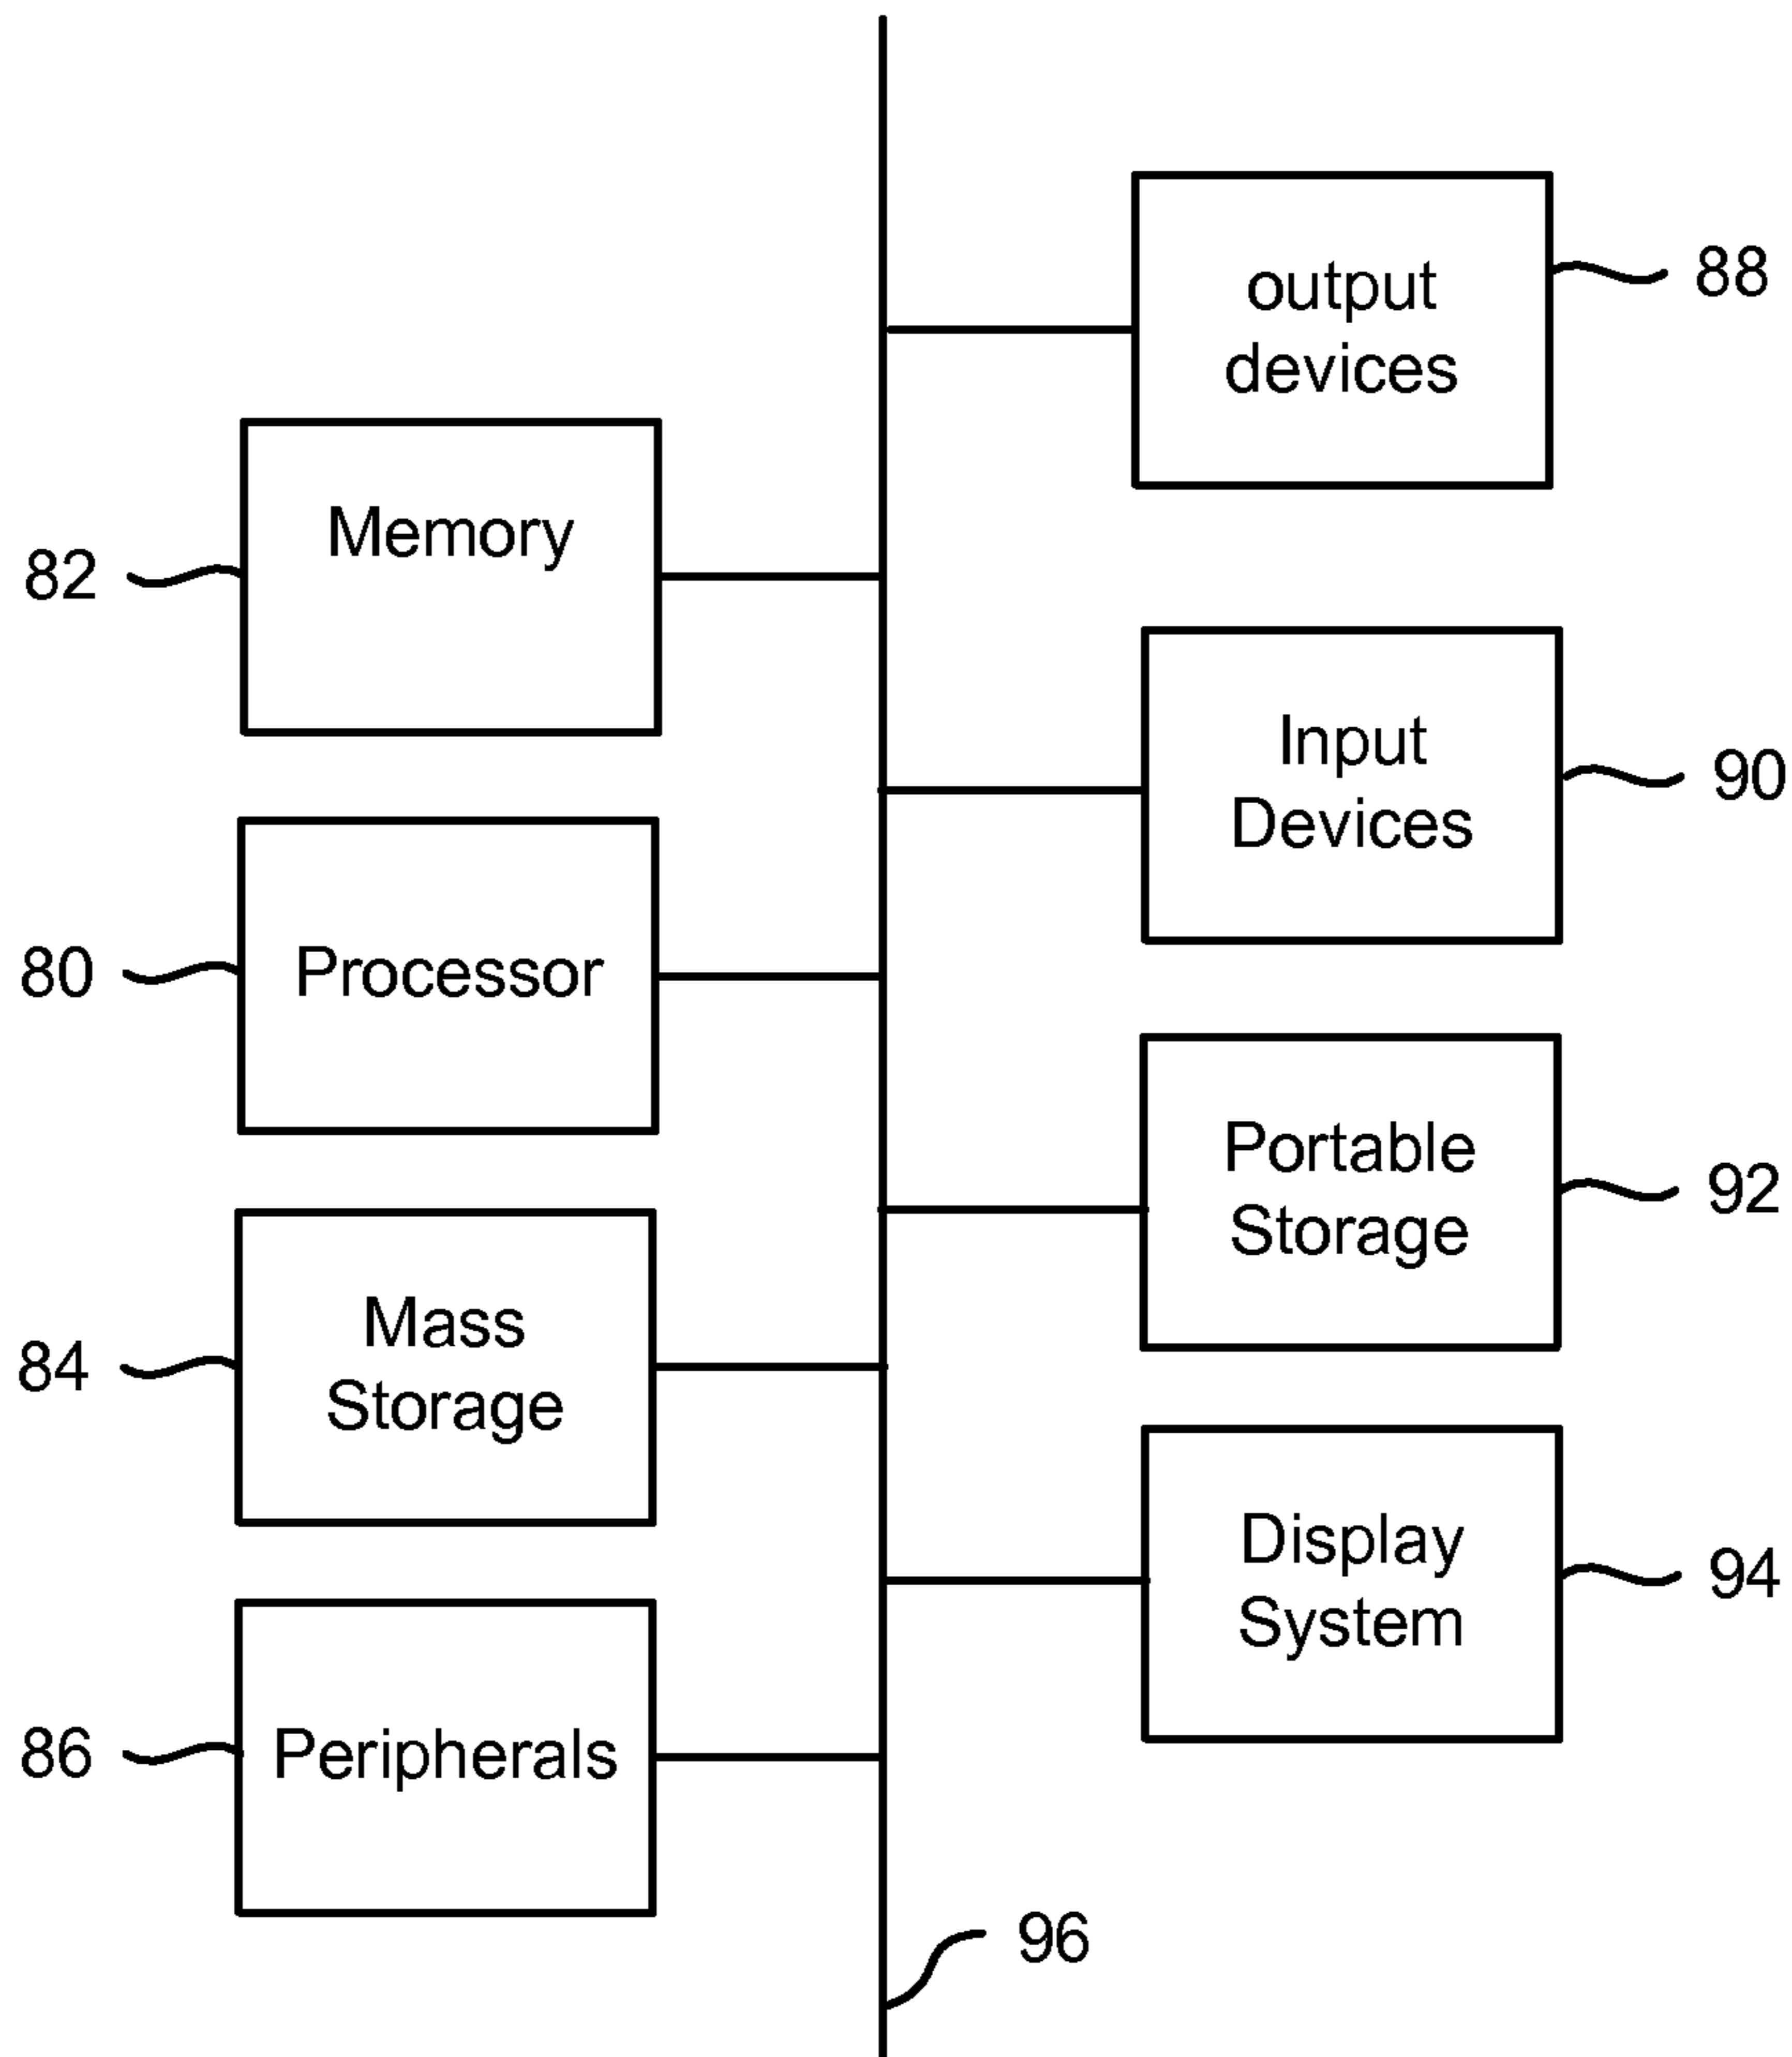 output
devices
88
Memory
82
Input
Devices
90
Processor
80
Portable
Storage
92
Mass
Storage
84
Display
System
94
Peripherals
86
96